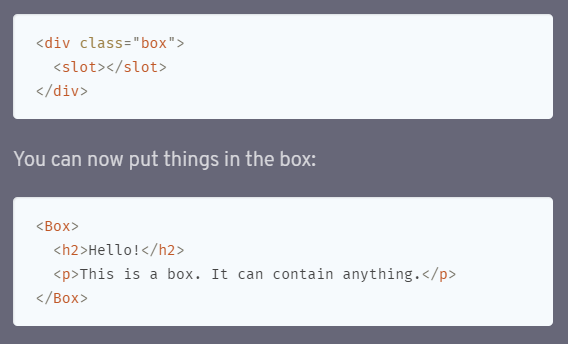 <div class="box">
  <slot></slot>
</div>
You can now put things in the box:
<Box>
  <h2>Hello!</h2>
  <p>This is a box. It can contain anything.</p>
</Box>